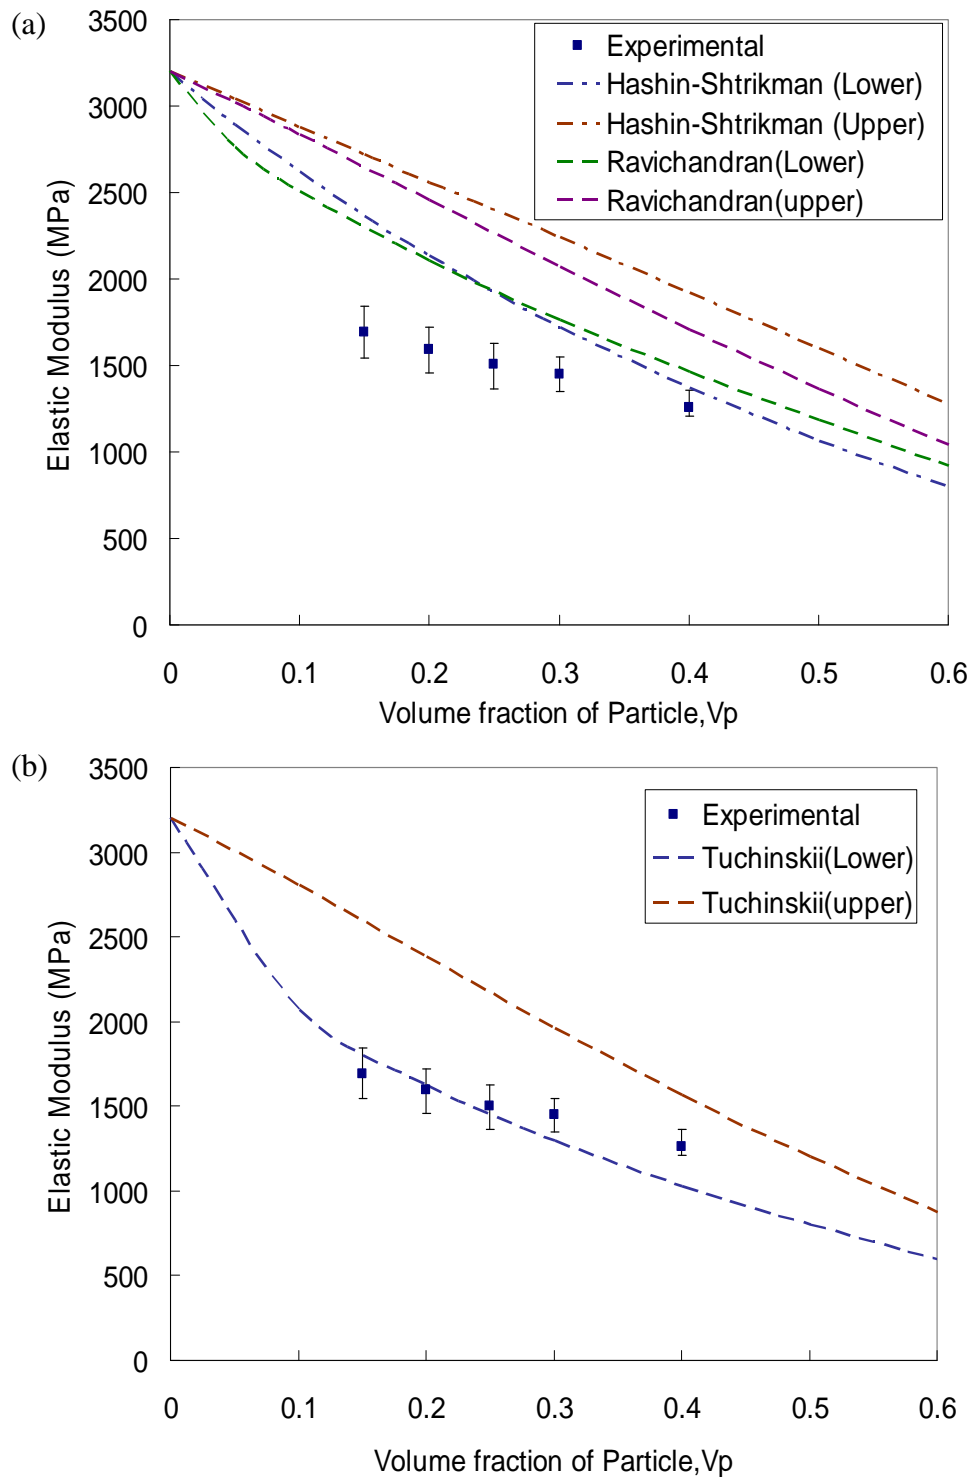 (a)
3500
3000
2500
2000
1500
1000
500
0
Elastic Modulus (MPa)
Experimental
Hashin-Shtrikman (Lower)
Hashin-Shtrikman (Upper)
Ravichandran(Lower)
Ravichandran(upper)
0 0.1 0.2 0.3 0.4 0.5 0.6
Volume fraction of Particle,Vp
(b)
3500
3000
2500
2000
1500
1000
500
0
Elastic Modulus (MPa)
Experimental
Tuchinskii(Lower)
Tuchinskii(upper)
0 0.1 0.2 0.3 0.4 0.5 0.6
Volume fraction of Particle,Vp